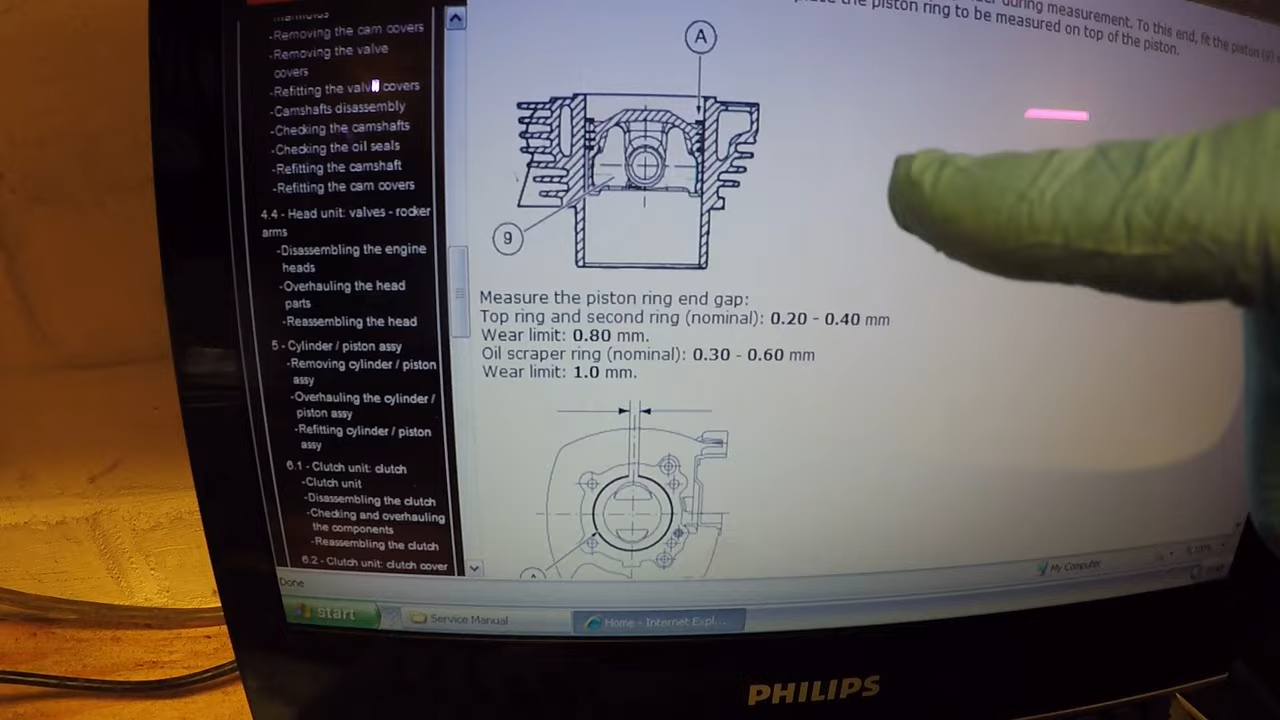 -Removing the cam covers
-Removing the valve
covers
-Refitting the valve covers
-Camshafts disassembly
-Checking the camshafts
-Checking the oil seals
-Refitting the camshaft
-Refitting the cam covers
4.4 - Head unit: valves - rocker
arms
-Disassembling the engine
heads
-Overhauling the head
parts
-Reassembling the head
5 - Cylinder / piston assy
-Removing cylinder / piston
assy
-Overhauling the cylinder /
piston assy
-Refitting cylinder / piston
assy
6.1 - Clutch unit: clutch
-Clutch unit
-Disassembling the clutch
-Checking and overhauling
the components
-Reassembling the clutch
6.2 - Clutch unit: clutch cover
during measurement. To this end, fit the piston (9)
the piston ring to be measured on top of the piston.
A
9
Measure the piston ring end gap:
Top ring and second ring (nominal): 0.20 - 0.40 mm
Wear limit: 0.80 mm.
Oil scraper ring (nominal): 0.30 - 0.60 mm
Wear limit: 1.0 mm.
Done
My Computer
start
Service Manual
Home - Internet Expl...
PHILIPS